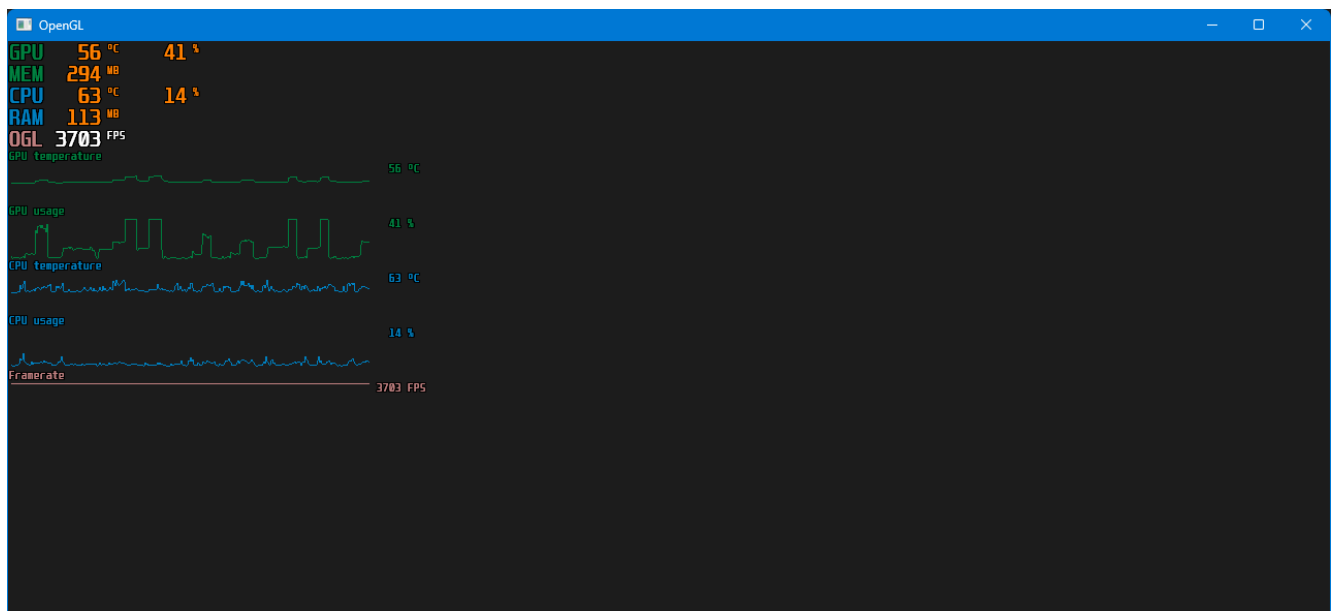 OpenGL
GPU 56 °C 41 %
MEM 294 MB
CPU 63 °C 14 %
RAM 113 MB
OGL 3703 FPS
GPU temperature
56 °C
GPU usage
41 %
CPU temperature
63 °C
CPU usage
14 %
Framerate
3703 FPS